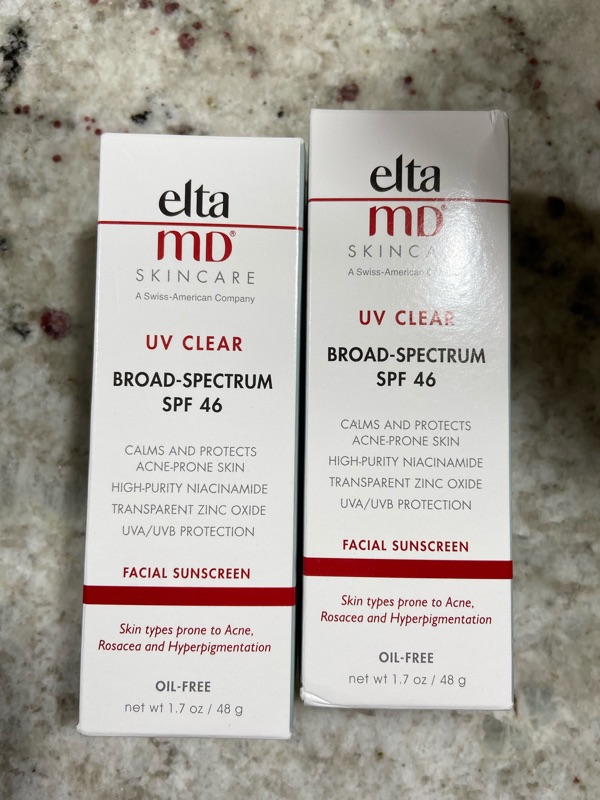 elta
MD®
SKINCARE
A Swiss-American Company
UV CLEAR
BROAD-SPECTRUM
SPF 46
CALMS AND PROTECTS
ACNE-PRONE SKIN
HIGH-PURITY NIACINAMIDE
TRANSPARENT ZINC OXIDE
UVA/UVB PROTECTION
FACIAL SUNSCREEN
Skin types prone to Acne,
Rosacea and Hyperpigmentation
OIL-FREE
net wt 1.7 oz / 48 g
elta
MD®
SKINCARE
A Swiss-American
UV CLEAR
BROAD-SPECTRUM
SPF 46
CALMS AND PROTECTS
ACNE-PRONE SKIN
HIGH-PURITY NIACINAMIDE
TRANSPARENT ZINC OXIDE
UVA/UVB PROTECTION
FACIAL SUNSCREEN
Skin types prone to Acne,
Rosacea and Hyperpigmentation
OIL-FREE
net wt 1.7 oz / 48 g